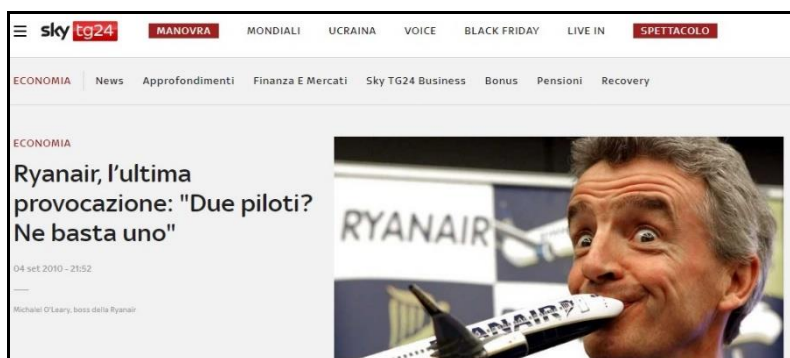 sky tg24 MANOVRA MONDIALI UCRAINA VOICE BLACK FRIDAY LIVE IN SPETTACOLO
ECONOMIA News Approfondimenti Finanza E Mercati Sky TG24 Business Bonus Pensioni Recovery
ECONOMIA
Ryanair, l'ultima
provocazione: "Due piloti?
Ne basta uno"
04 set 2010 - 21:52
Michalel O'Leary, boss della Ryanair
RYANAIR
RYANAIR